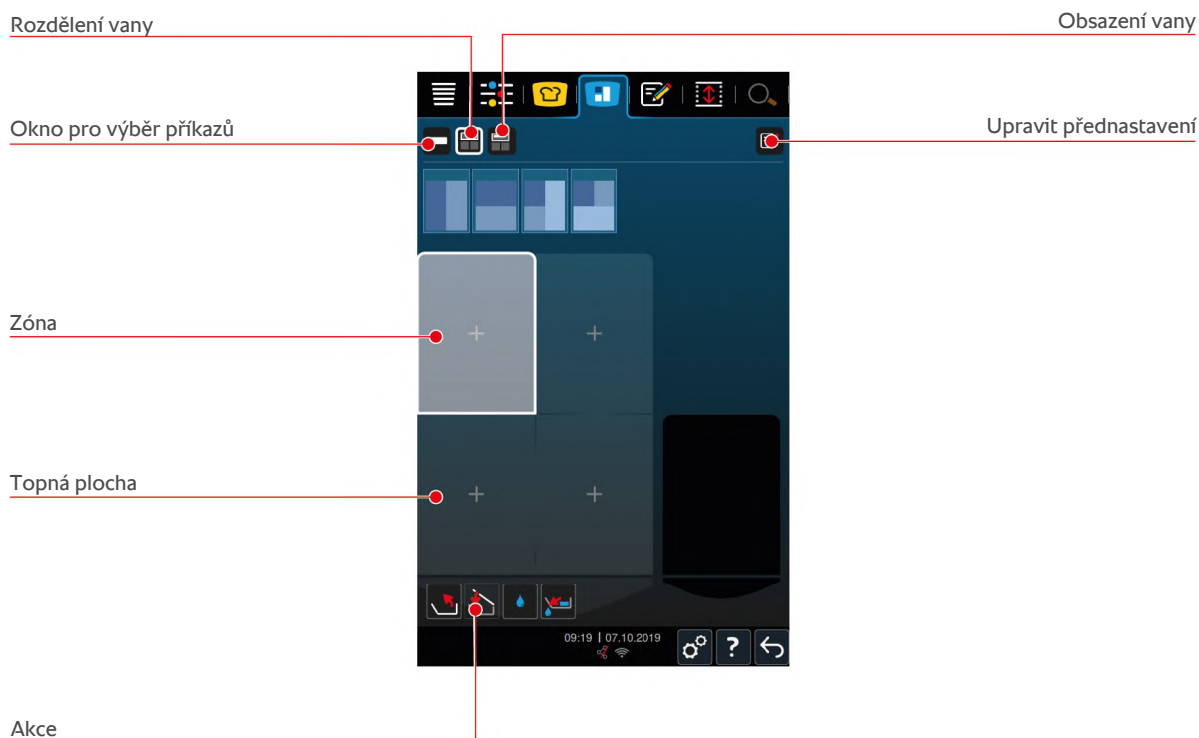 Rozdělení vany
Obsazení vany
Okno pro výběr příkazů
Upravit přednastavení
Zóna
Topná plocha
09:19 | 07.10.2019
?
Akce